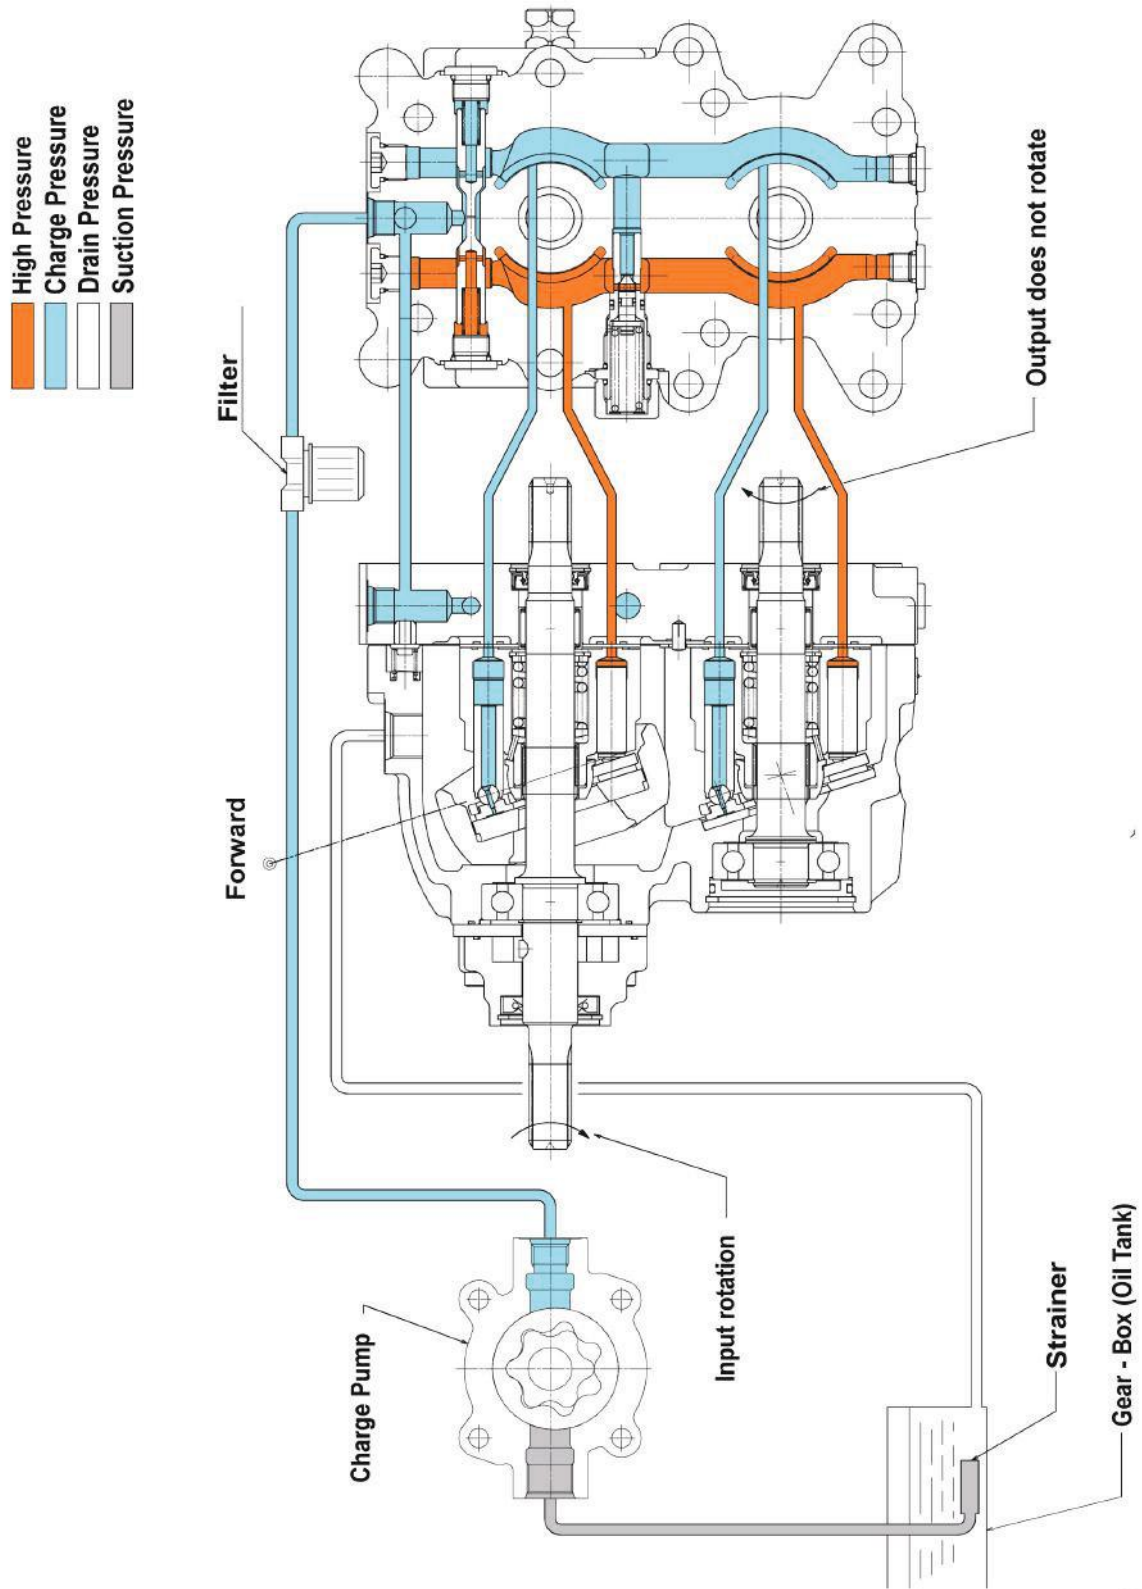 High Pressure
Charge Pressure
Drain Pressure
Suction Pressure
Filter
Output does not rotate
Forward
Input rotation
Charge Pump
Strainer
Gear - Box (Oil Tank)